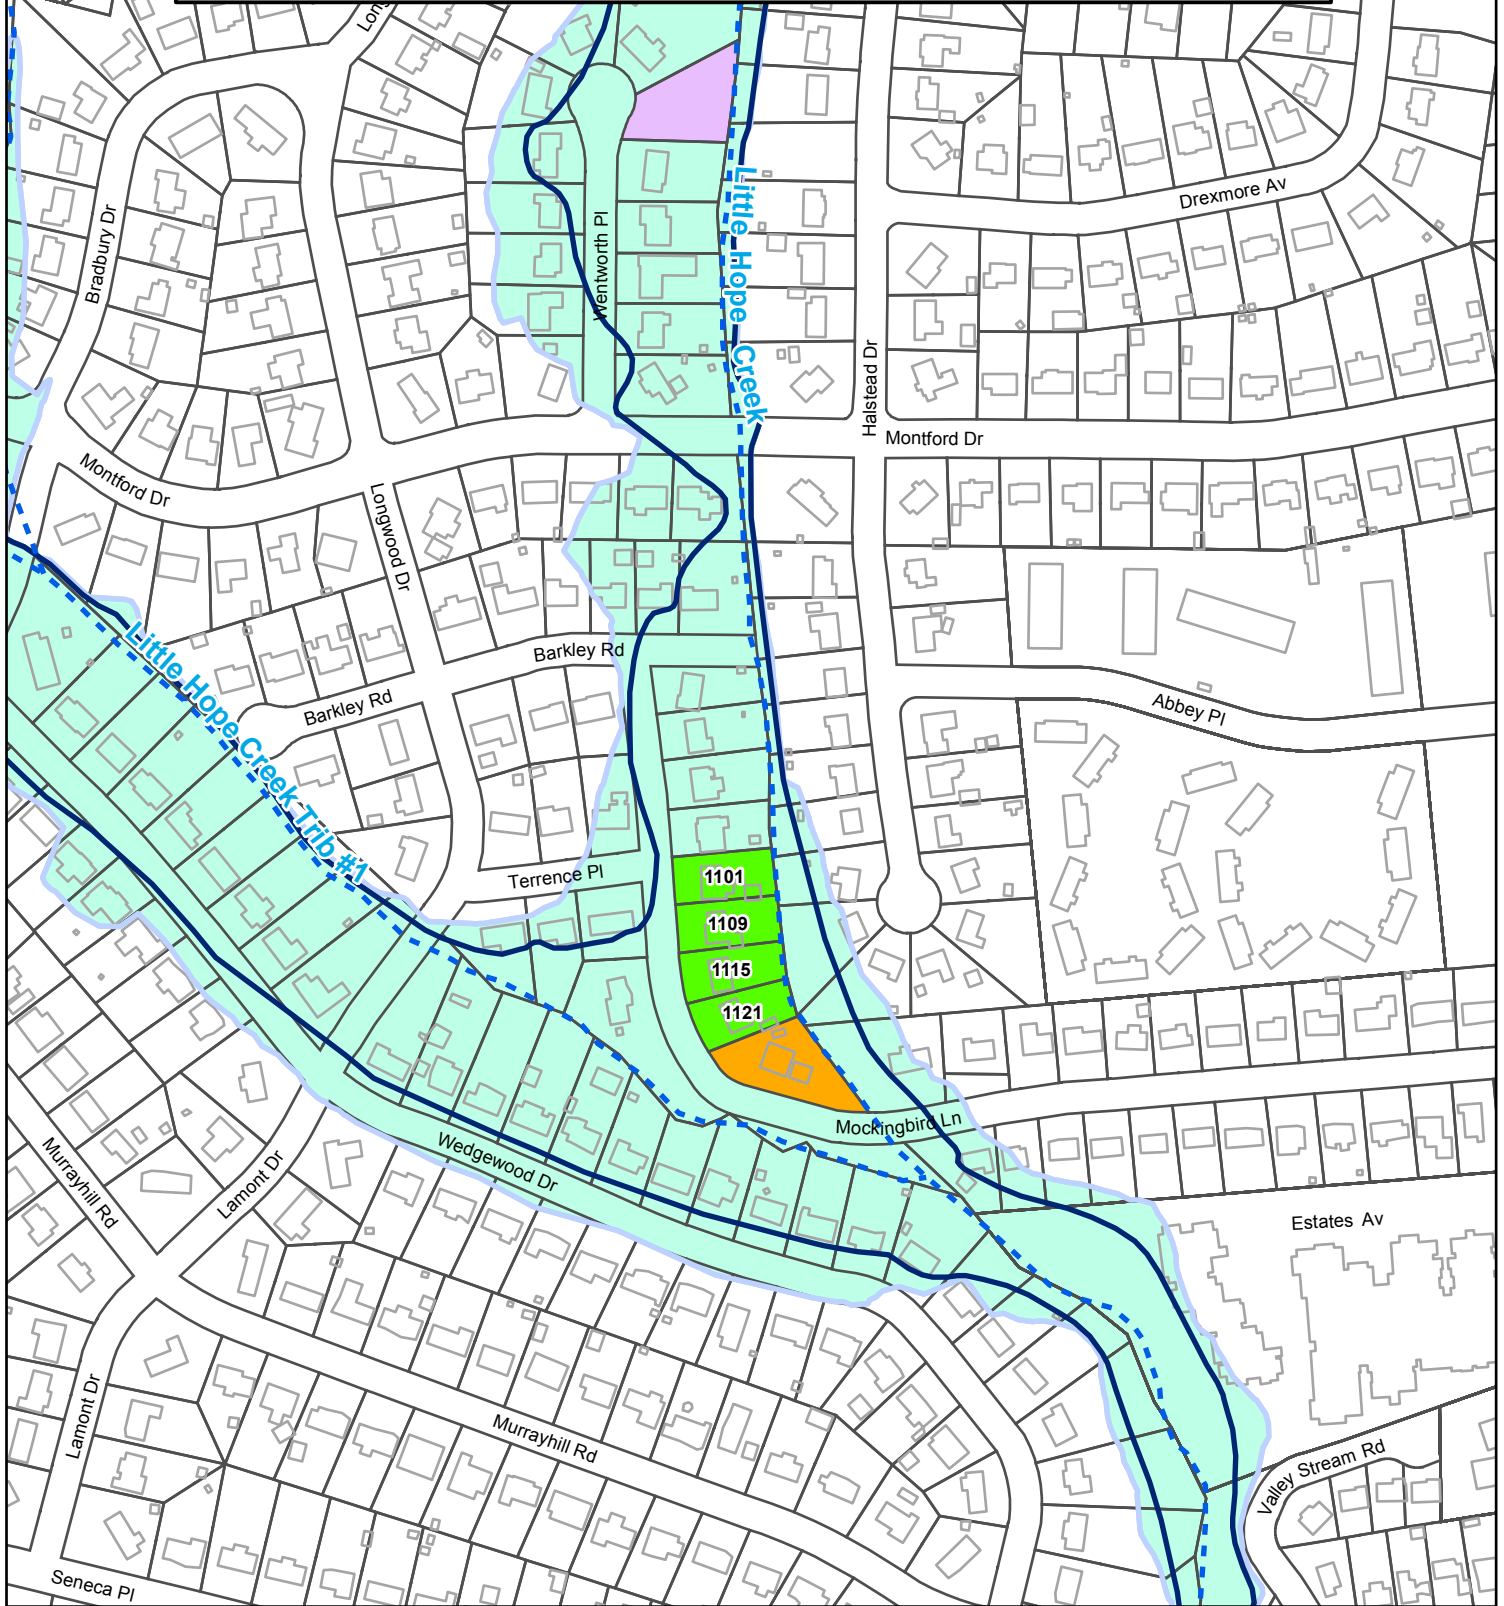 Long
Drexmore Av
Bradbury Dr
Wentworth Pl
Little Hope Creek
Halstead Dr
Montford Dr
Montford Dr
Longwood Dr
Barkley Rd
Little Hope Creek Trib #1
Barkley Rd
Abbey Pl
Terrence Pl
1101
1109
1115
1121
Mockingbird Ln
Wedgewood Dr
Murrayhill Rd
Lamont Dr
Estates Av
Lamont Dr
Murrayhill Rd
Valley Stream Rd
Seneca Pl